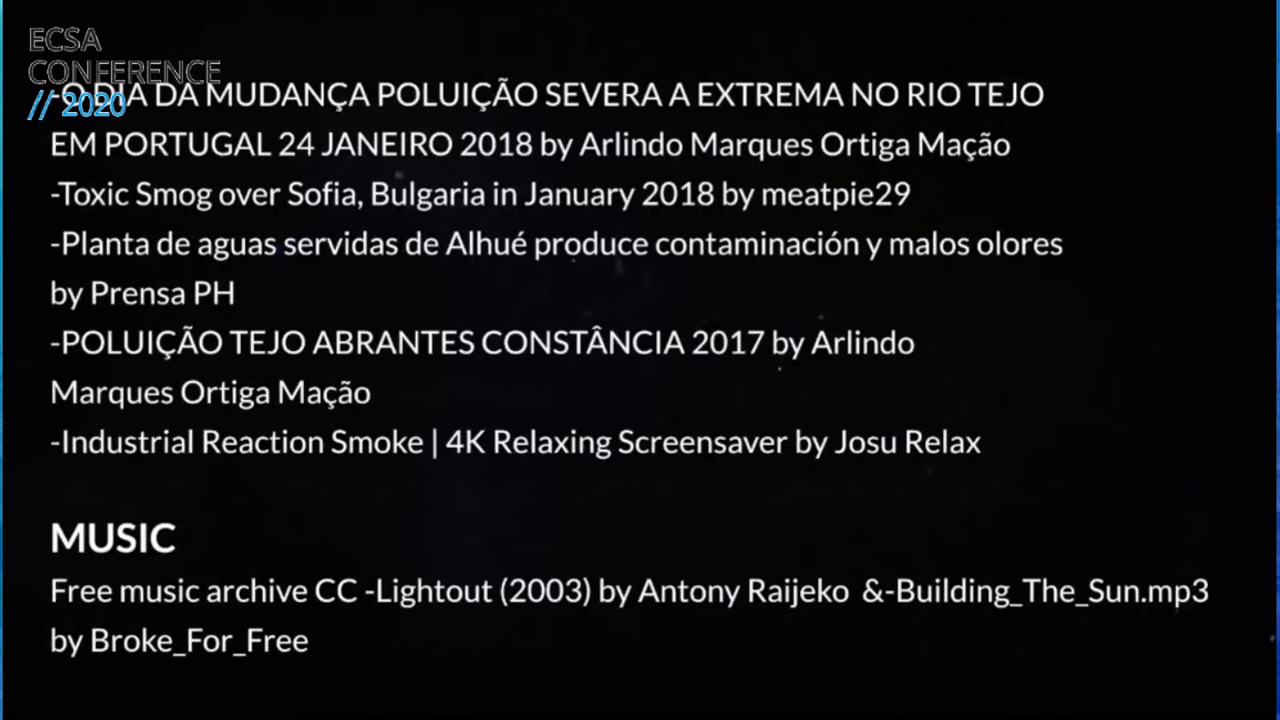 ECSA
CONFERENCE
// 2020
-O DIA DA MUDANÇA POLUIÇÃO SEVERA A EXTREMA NO RIO TEJO
EM PORTUGAL 24 JANEIRO 2018 by Arlindo Marques Ortiga Mação
-Toxic Smog over Sofia, Bulgaria in January 2018 by meatpie29
-Planta de aguas servidas de Alhué produce contaminación y malos olores
by Prensa PH
-POLUIÇÃO TEJO ABRANTES CONSTÂNCIA 2017 by Arlindo
Marques Ortiga Mação
-Industrial Reaction Smoke | 4K Relaxing Screensaver by Josu Relax
MUSIC
Free music archive CC -Lightout (2003) by Antony Raijeko &-Building_The_Sun.mp3
by Broke_For_Free